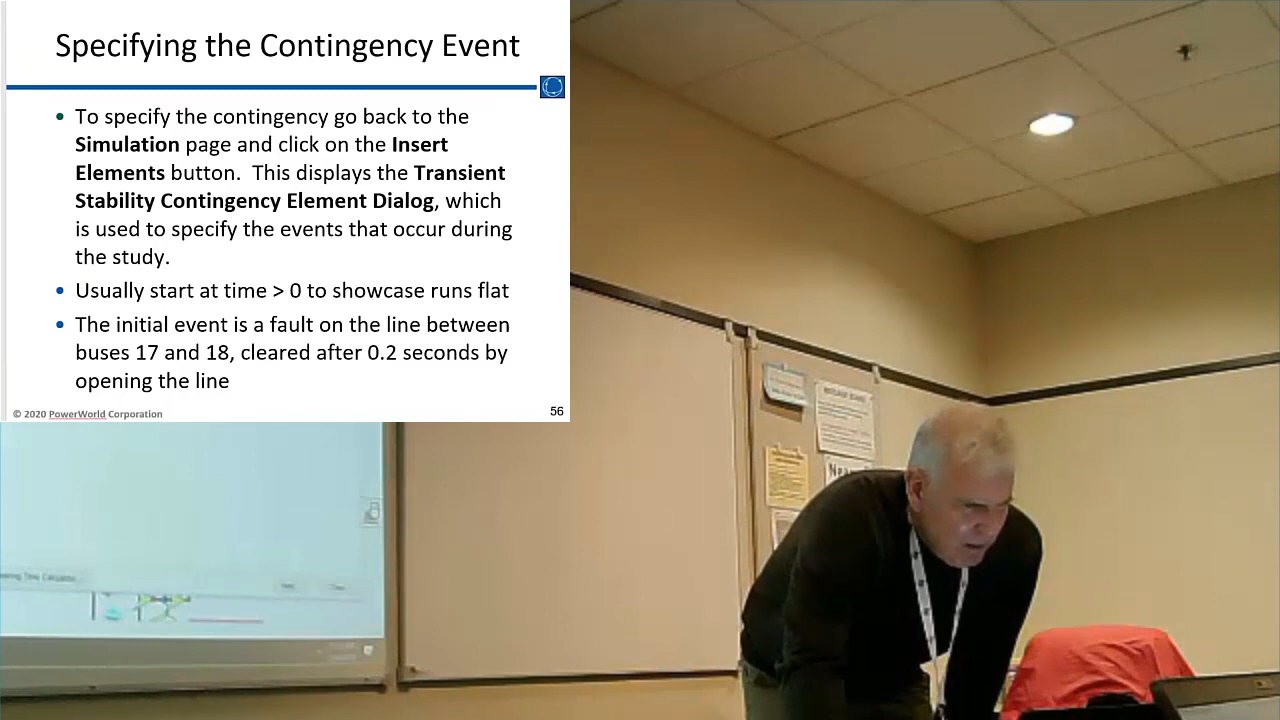 Specifying the Contingency Event
• To specify the contingency go back to the
Simulation page and click on the Insert
Elements button. This displays the Transient
Stability Contingency Element Dialog, which
is used to specify the events that occur during
the study.
• Usually start at time > 0 to showcase runs flat
• The initial event is a fault on the line between
buses 17 and 18, cleared after 0.2 seconds by
opening the line
© 2020 PowerWorld Corporation
56